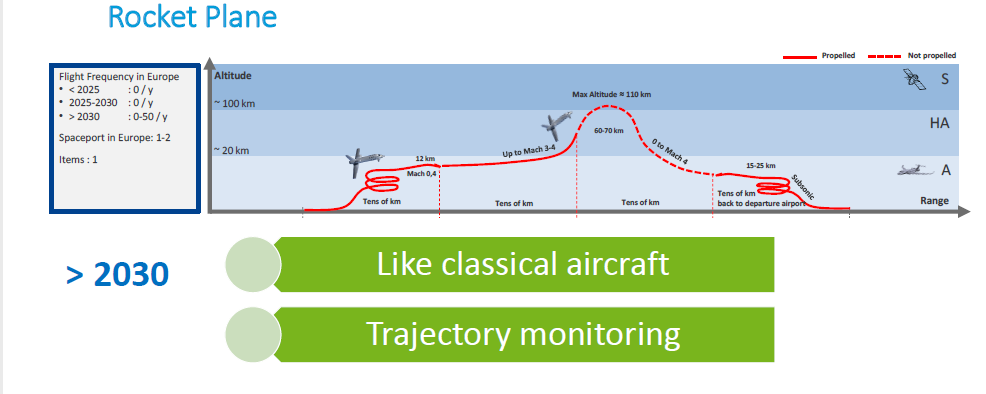 Rocket Plane
Propelled
Not propelled
Flight Frequency in Europe
• < 2025 : 0 / y
• 2025-2030 : 0 / y
• > 2030 : 0-50 / y
Spaceport in Europe: 1-2
Items : 1
Altitude
~ 100 km
~ 20 km
Max Altitude ≈ 110 km
60-70 km
S
HA
A
12 km
Mach 0,4
Up to Mach 3-4
0 to Mach 4
15-25 km
Subsonic
Tens of km
Tens of km
Tens of km
Tens of km
back to departure airport
Range
> 2030
Like classical aircraft
Trajectory monitoring